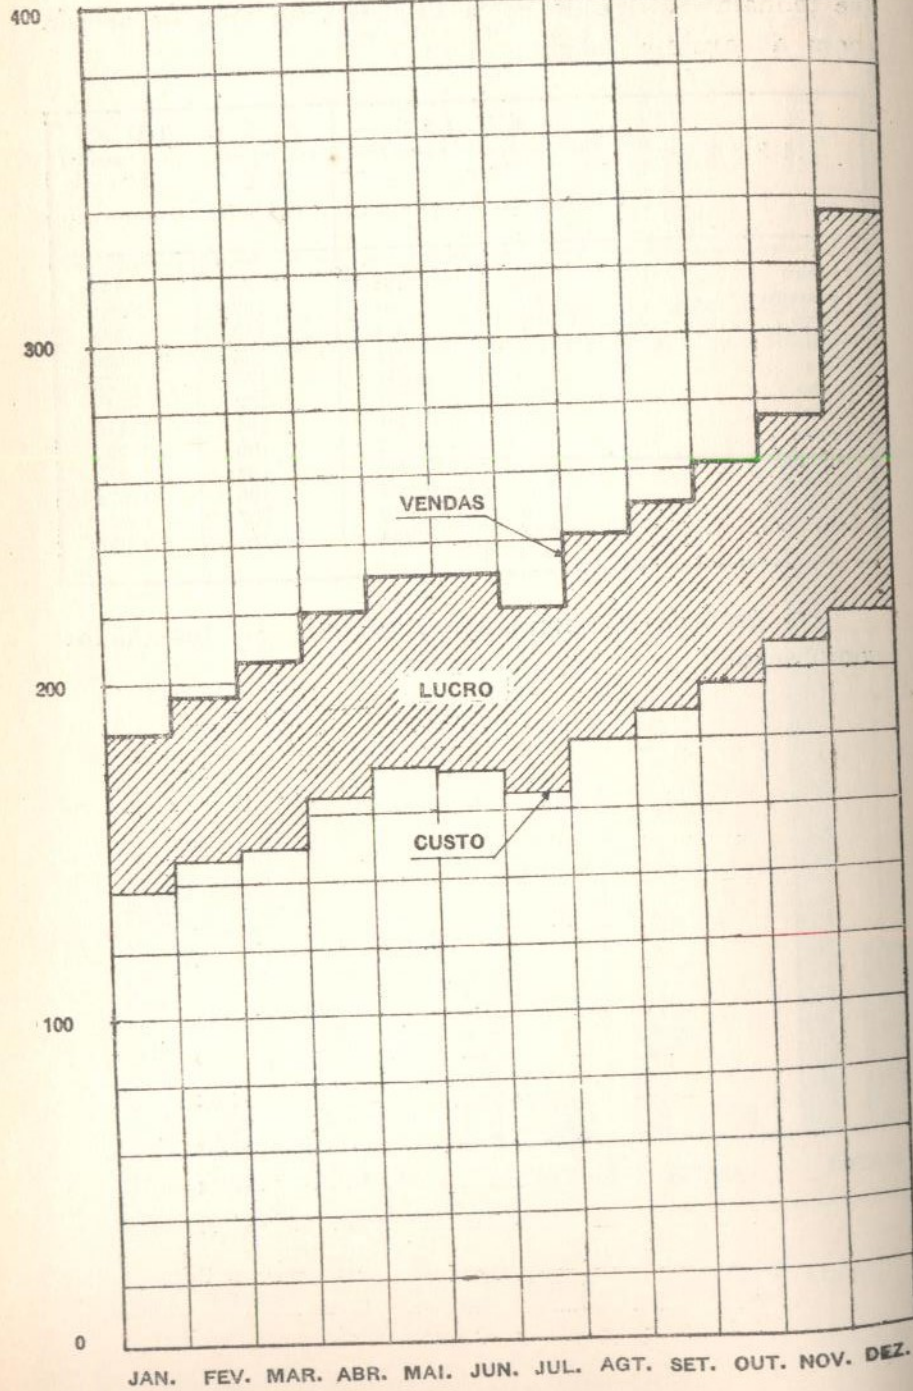 400
300
VENDAS
200
LUCRO
CUSTO
100
0
JAN. FEV. MAR. ABR. MAI. JUN. JUL. AGT. SET. OUT. NOV. DEZ.